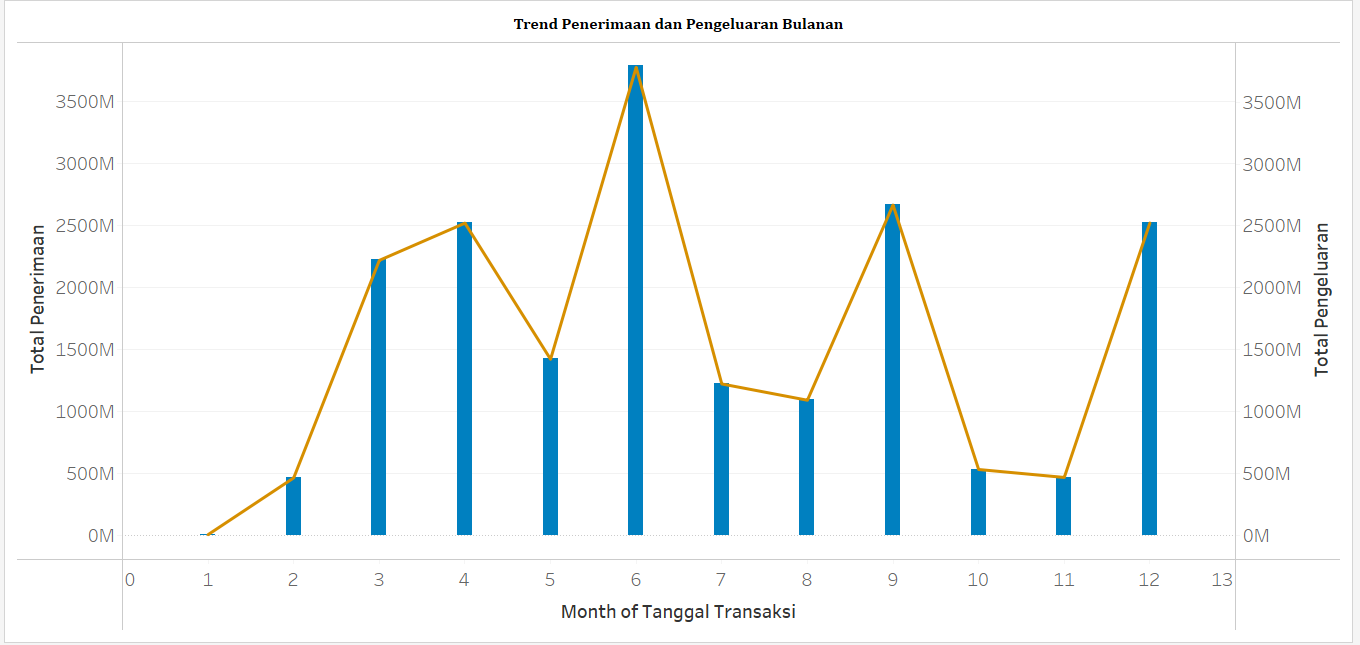 Trend Penerimaan dan Pengeluaran Bulanan
Total Penerimaan
3500M
3000M
2500M
2000M
1500M
1000M
500M
0M
3500M
3000M
2500M
2000M
1500M
1000M
500M
0M
Total Pengeluaran
0 1 2 3 4 5 6 7 8 9 10 11 12 13
Month of Tanggal Transaksi